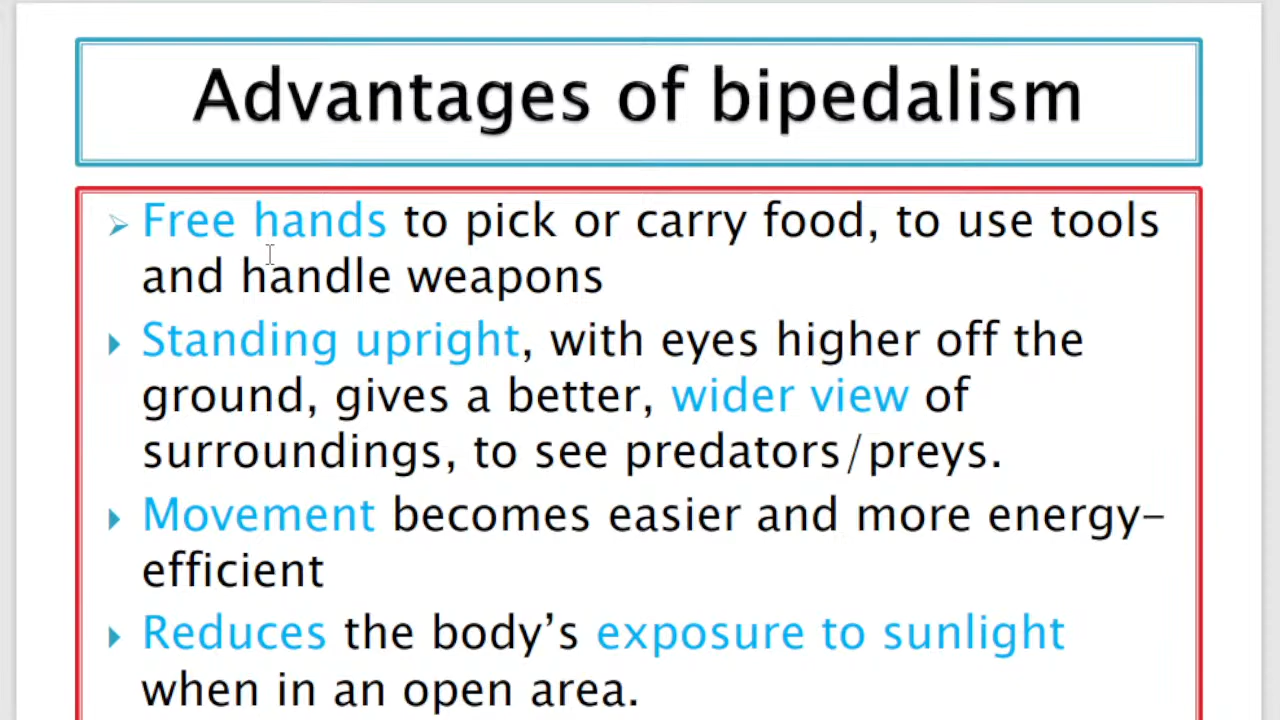 Advantages of bipedalism
Free hands to pick or carry food, to use tools
and handle weapons
Standing upright, with eyes higher off the
ground, gives a better, wider view of
surroundings, to see predators/preys.
Movement becomes easier and more energy-
efficient
Reduces the body’s exposure to sunlight
when in an open area.